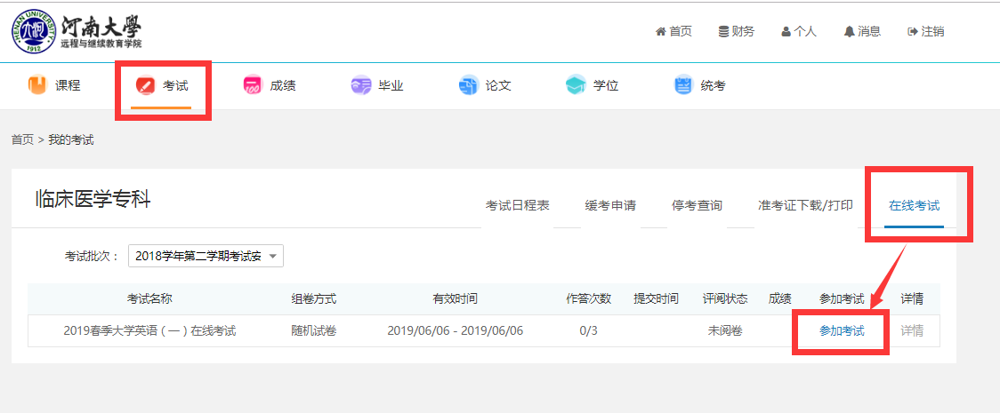 HENAN UNIVERSITY
1912
河南大學
远程与继续教育学院
首页 财务 个人 消息 注销
课程 考试 100 成绩 毕业 论文 学位 统考
首页 > 我的考试
临床医学专科
考试日程表 缓考申请 停考查询 准考证下载/打印 在线考试
考试批次： 2018学年第二学期考试安
考试名称 组卷方式 有效时间 作答次数 提交时间 评阅状态 成绩 参加考试 详情
2019春季大学英语（一）在线考试 随机试卷 2019/06/06 - 2019/06/06 0/3 未阅卷 参加考试 详情